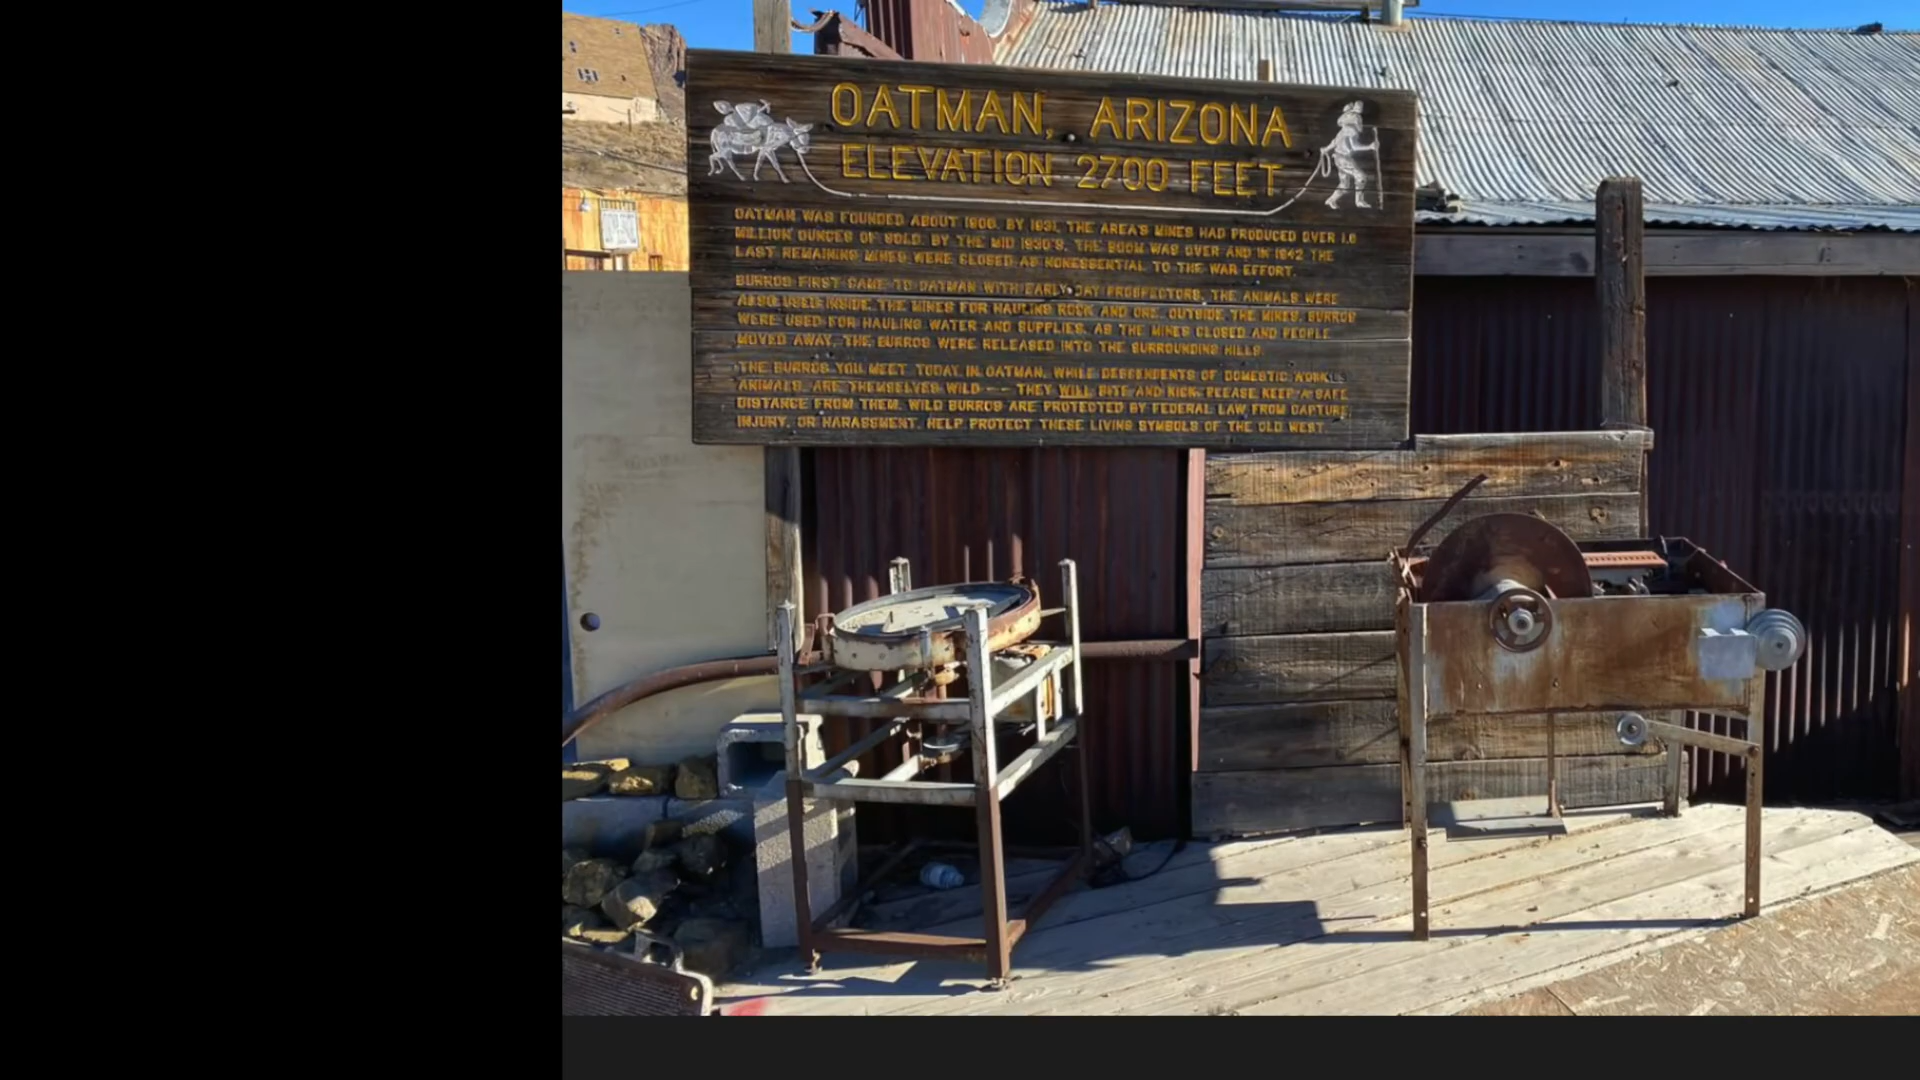 OATMAN, ARIZONA
ELEVATION 2700 FEET
OATMAN WAS FOUNDED ABOUT 1906. BY 1931, THE AREA'S MINES HAD PRODUCED OVER 1.8
MILLION OUNCES OF GOLD. BY THE MID 1930'S, THE BOOM WAS OVER AND IN 1942 THE
LAST REMAINING MINES WERE CLOSED AS NONESSENTIAL TO THE WAR EFFORT.
BURROS FIRST CAME TO OATMAN WITH EARLY DAY PROSPECTORS. THE ANIMALS WERE
ALSO USED INSIDE THE MINES FOR HAULING ROCK AND ORE. OUTSIDE THE MINES, BURROS
WERE USED FOR HAULING WATER AND SUPPLIES. AS THE MINES CLOSED AND PEOPLE
MOVED AWAY, THE BURROS WERE RELEASED INTO THE SURROUNDING HILLS.
THE BURROS YOU MEET TODAY IN OATMAN, WHILE DESCENDENTS OF DOMESTIC WORK
ANIMALS, ARE THEMSELVES WILD -- THEY WILL BITE AND KICK. PLEASE KEEP A SAFE
DISTANCE FROM THEM. WILD BURROS ARE PROTECTED BY FEDERAL LAW FROM CAPTURE,
INJURY, OR HARASSMENT. HELP PROTECT THESE LIVING SYMBOLS OF THE OLD WEST.